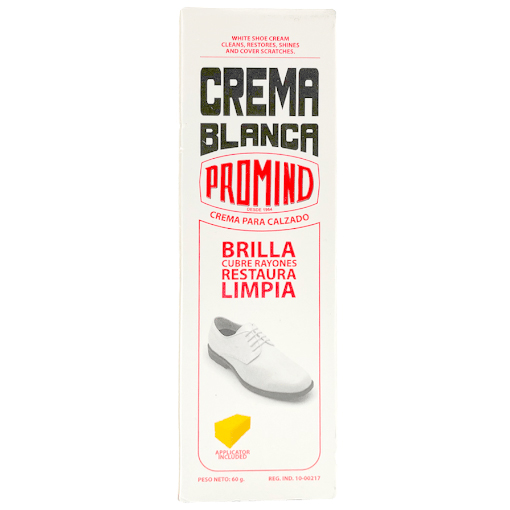 WHITE SHOE CREAM
CLEANS, RESTORES, SHINES
AND COVER SCRATCHES.
CREMA
BLANCA
PROMIND
DESDE 1984
CREMA PARA CALZADO
BRILLA
CUBRE RAYONES
RESTAURA
LIMPIA
APPLICATOR
INCLUDED
PESO NETO: 60 g.
REG. IND. 10-06217